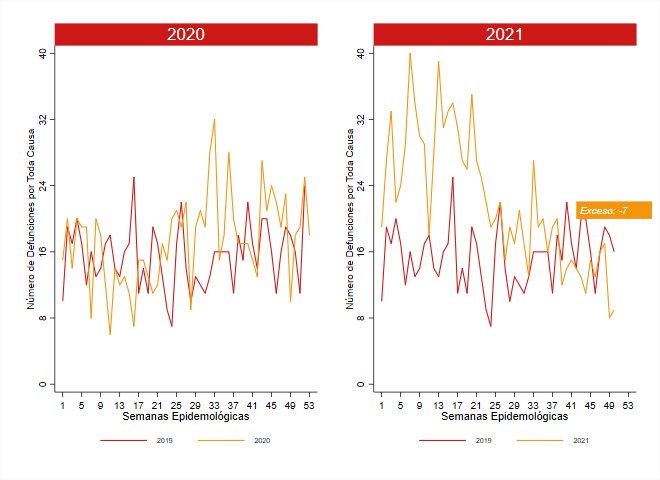 2020
2021
Número de Defunciones por Toda Causa
40
32
24
16
8
0
1 5 9 13 17 21 25 29 33 37 41 45 49 53
Semanas Epidemológicas
2019 2020
Número de Defunciones por Toda Causa
40
32
24
16
8
0
Exceso: -7
1 5 9 13 17 21 25 29 33 37 41 45 49 53
Semanas Epidemológicas
2019 2021